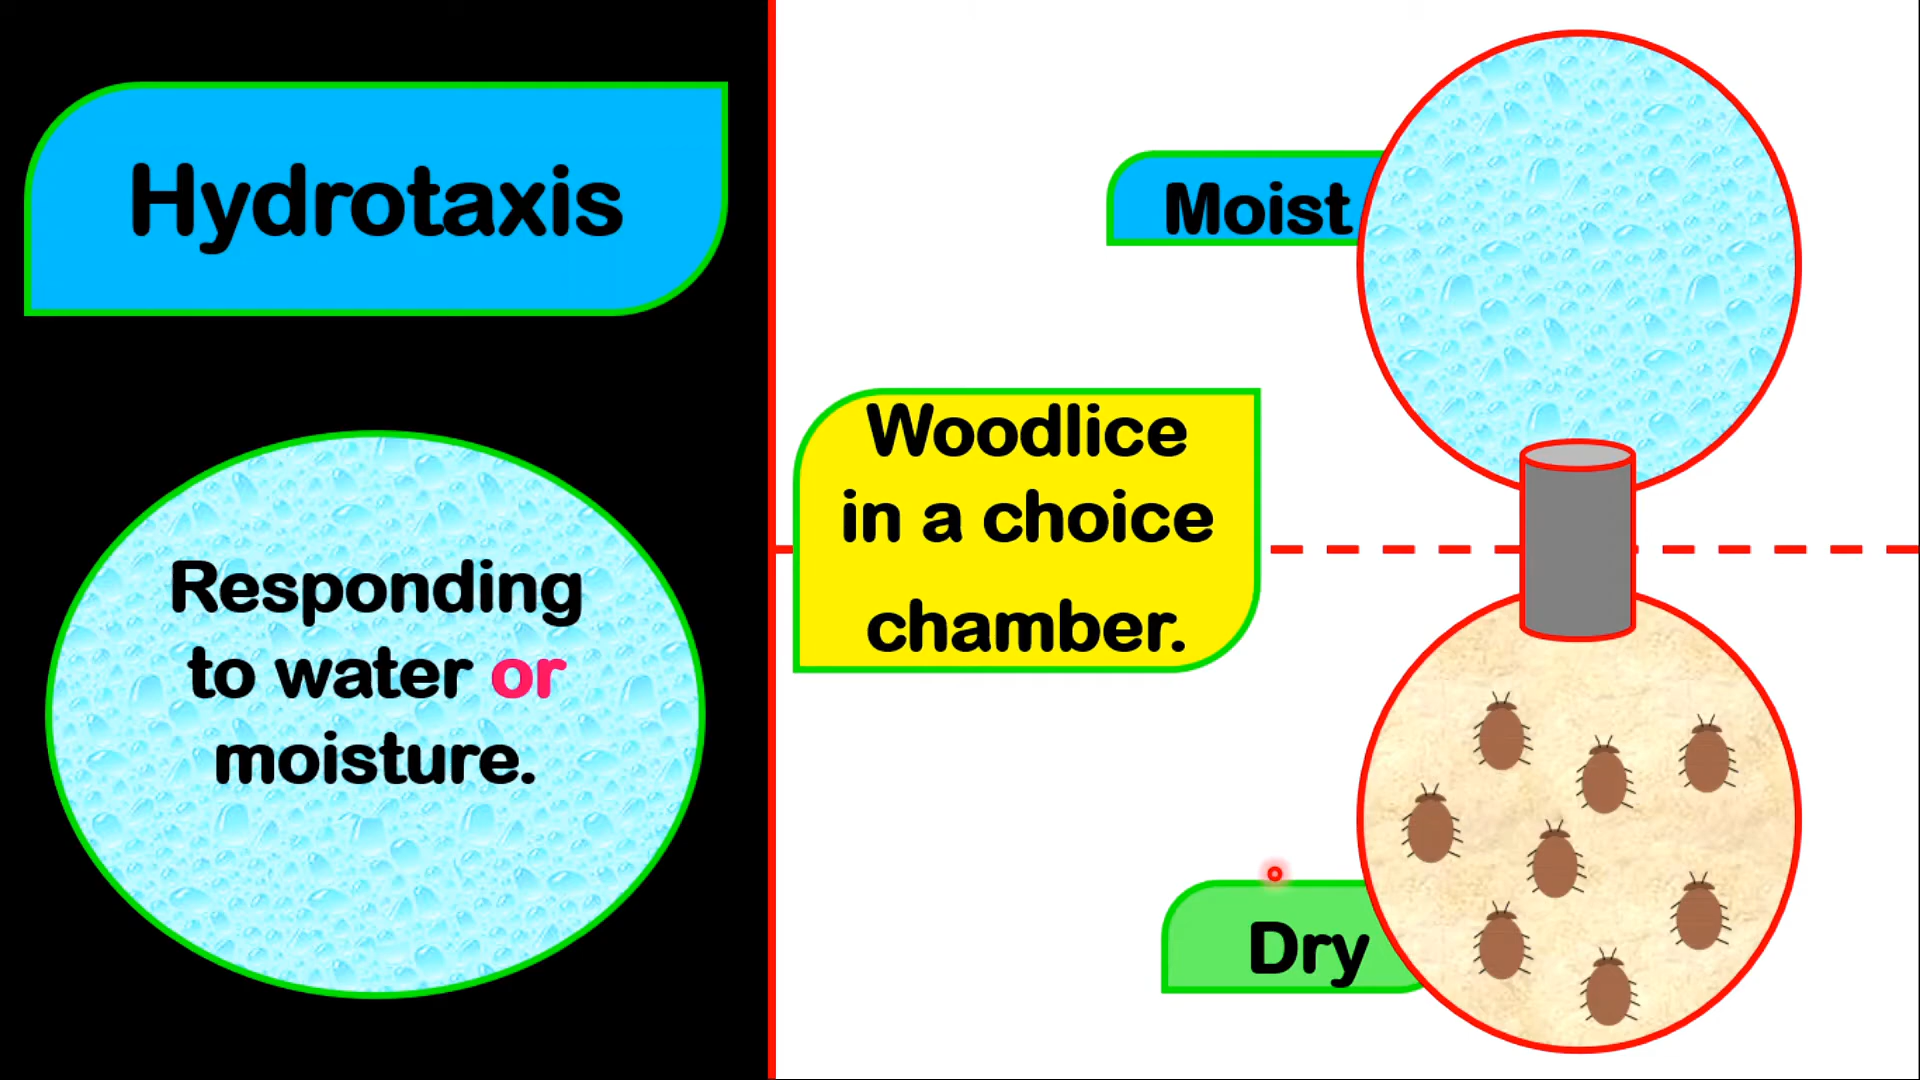 Hydrotaxis
Responding
to water or
moisture.
Moist
Woodlice
in a choice
chamber.
Dry